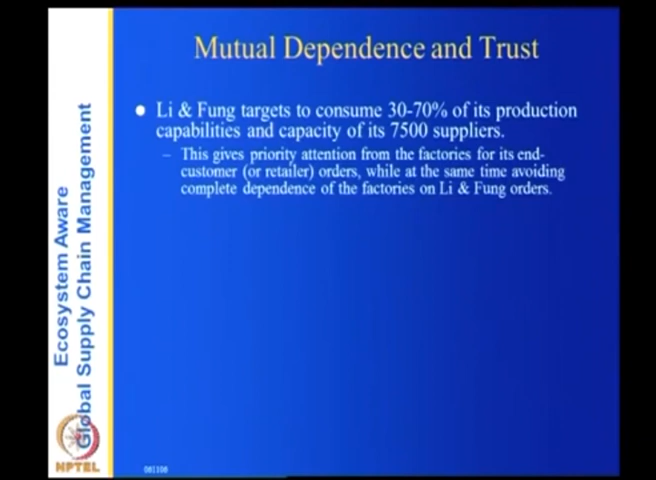 Mutual Dependence and Trust
Li & Fung targets to consume 30-70% of its production
capabilities and capacity of its 7500 suppliers.
– This gives priority attention from the factories for its end-
customer (or retailer) orders, while at the same time avoiding
complete dependence of the factories on Li & Fung orders.
Ecosystem Aware
Global Supply Chain Management
NPTEL
081108